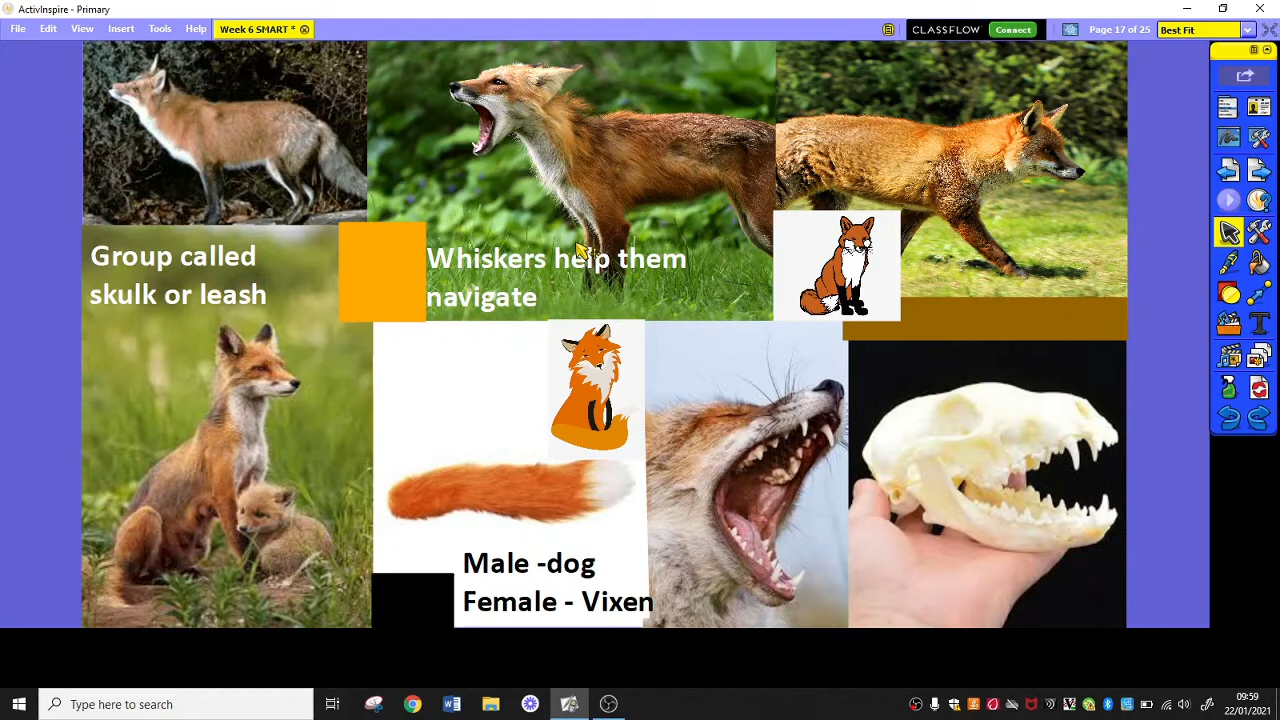 ActivInspire - Primary
File Edit View Insert Tools Help Week 6 SMART *
CLASSFLOW Connect Page 17 of 25 Best Fit
Group called
skulk or leash
Whiskers help them
navigate
Male -dog
Female - Vixen
Type here to search
09:59
22/01/2021